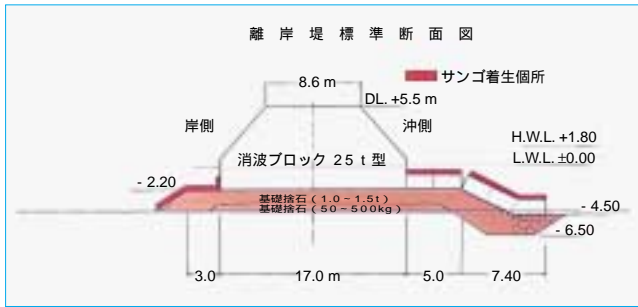 離岸堤標準断面図
サンゴ着生個所
8.6 m
DL. +5.5 m
岸側
沖側
H.W.L. +1.80
L.W.L. ±0.00
消波ブロック 25t型
- 2.20
基礎捨石(1.0~1.5t)
基礎捨石(50~500kg)
- 4.50
- 6.50
3.0
17.0 m
5.0
7.40